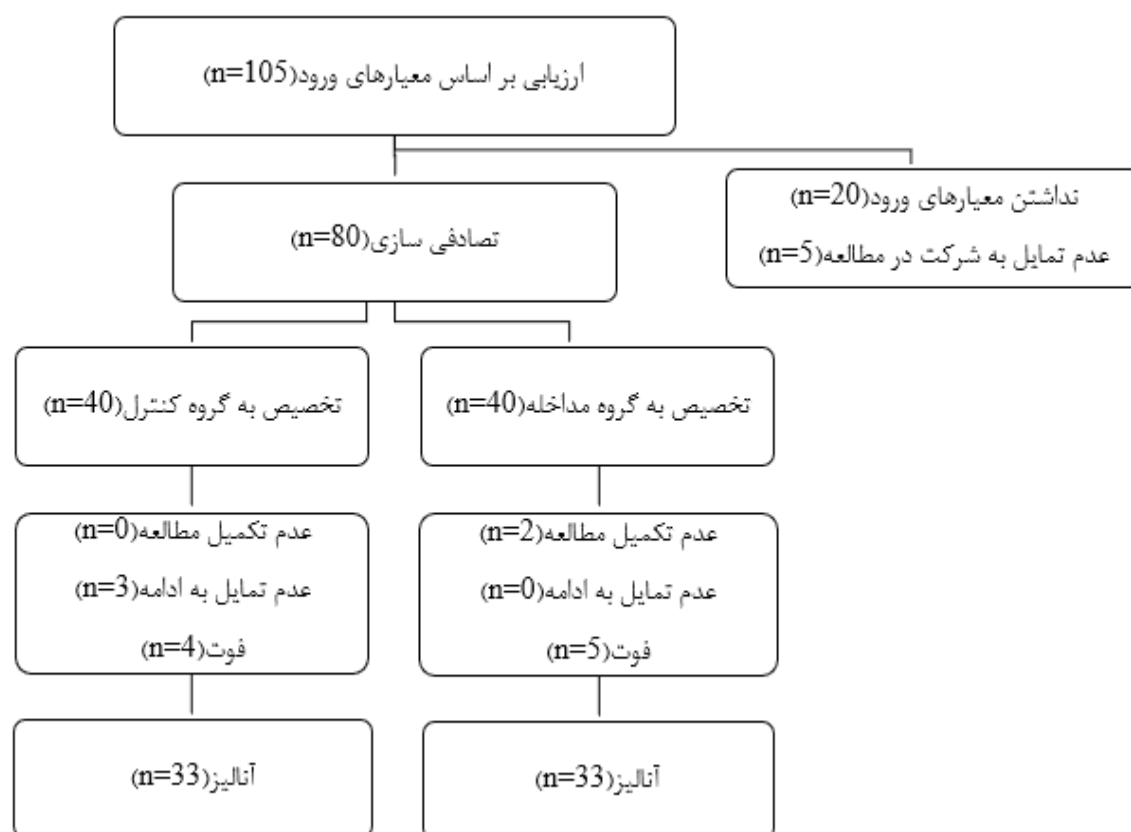 ارزیابی بر اساس معیارهای ورود(n=105)
نداشتن معیارهای ورود(n=20)
عدم تمایل به شرکت در مطالعه(n=5)
تصادفی سازی(n=80)
تخصیص به گروه مداخله(n=40)
تخصیص به گروه کنترل(n=40)
عدم تکمیل مطالعه(n=2)
عدم تمایل به ادامه(n=0)
فوت(n=5)
عدم تکمیل مطالعه(n=0)
عدم تمایل به ادامه(n=3)
فوت(n=4)
آنالیز(n=33)
آنالیز(n=33)